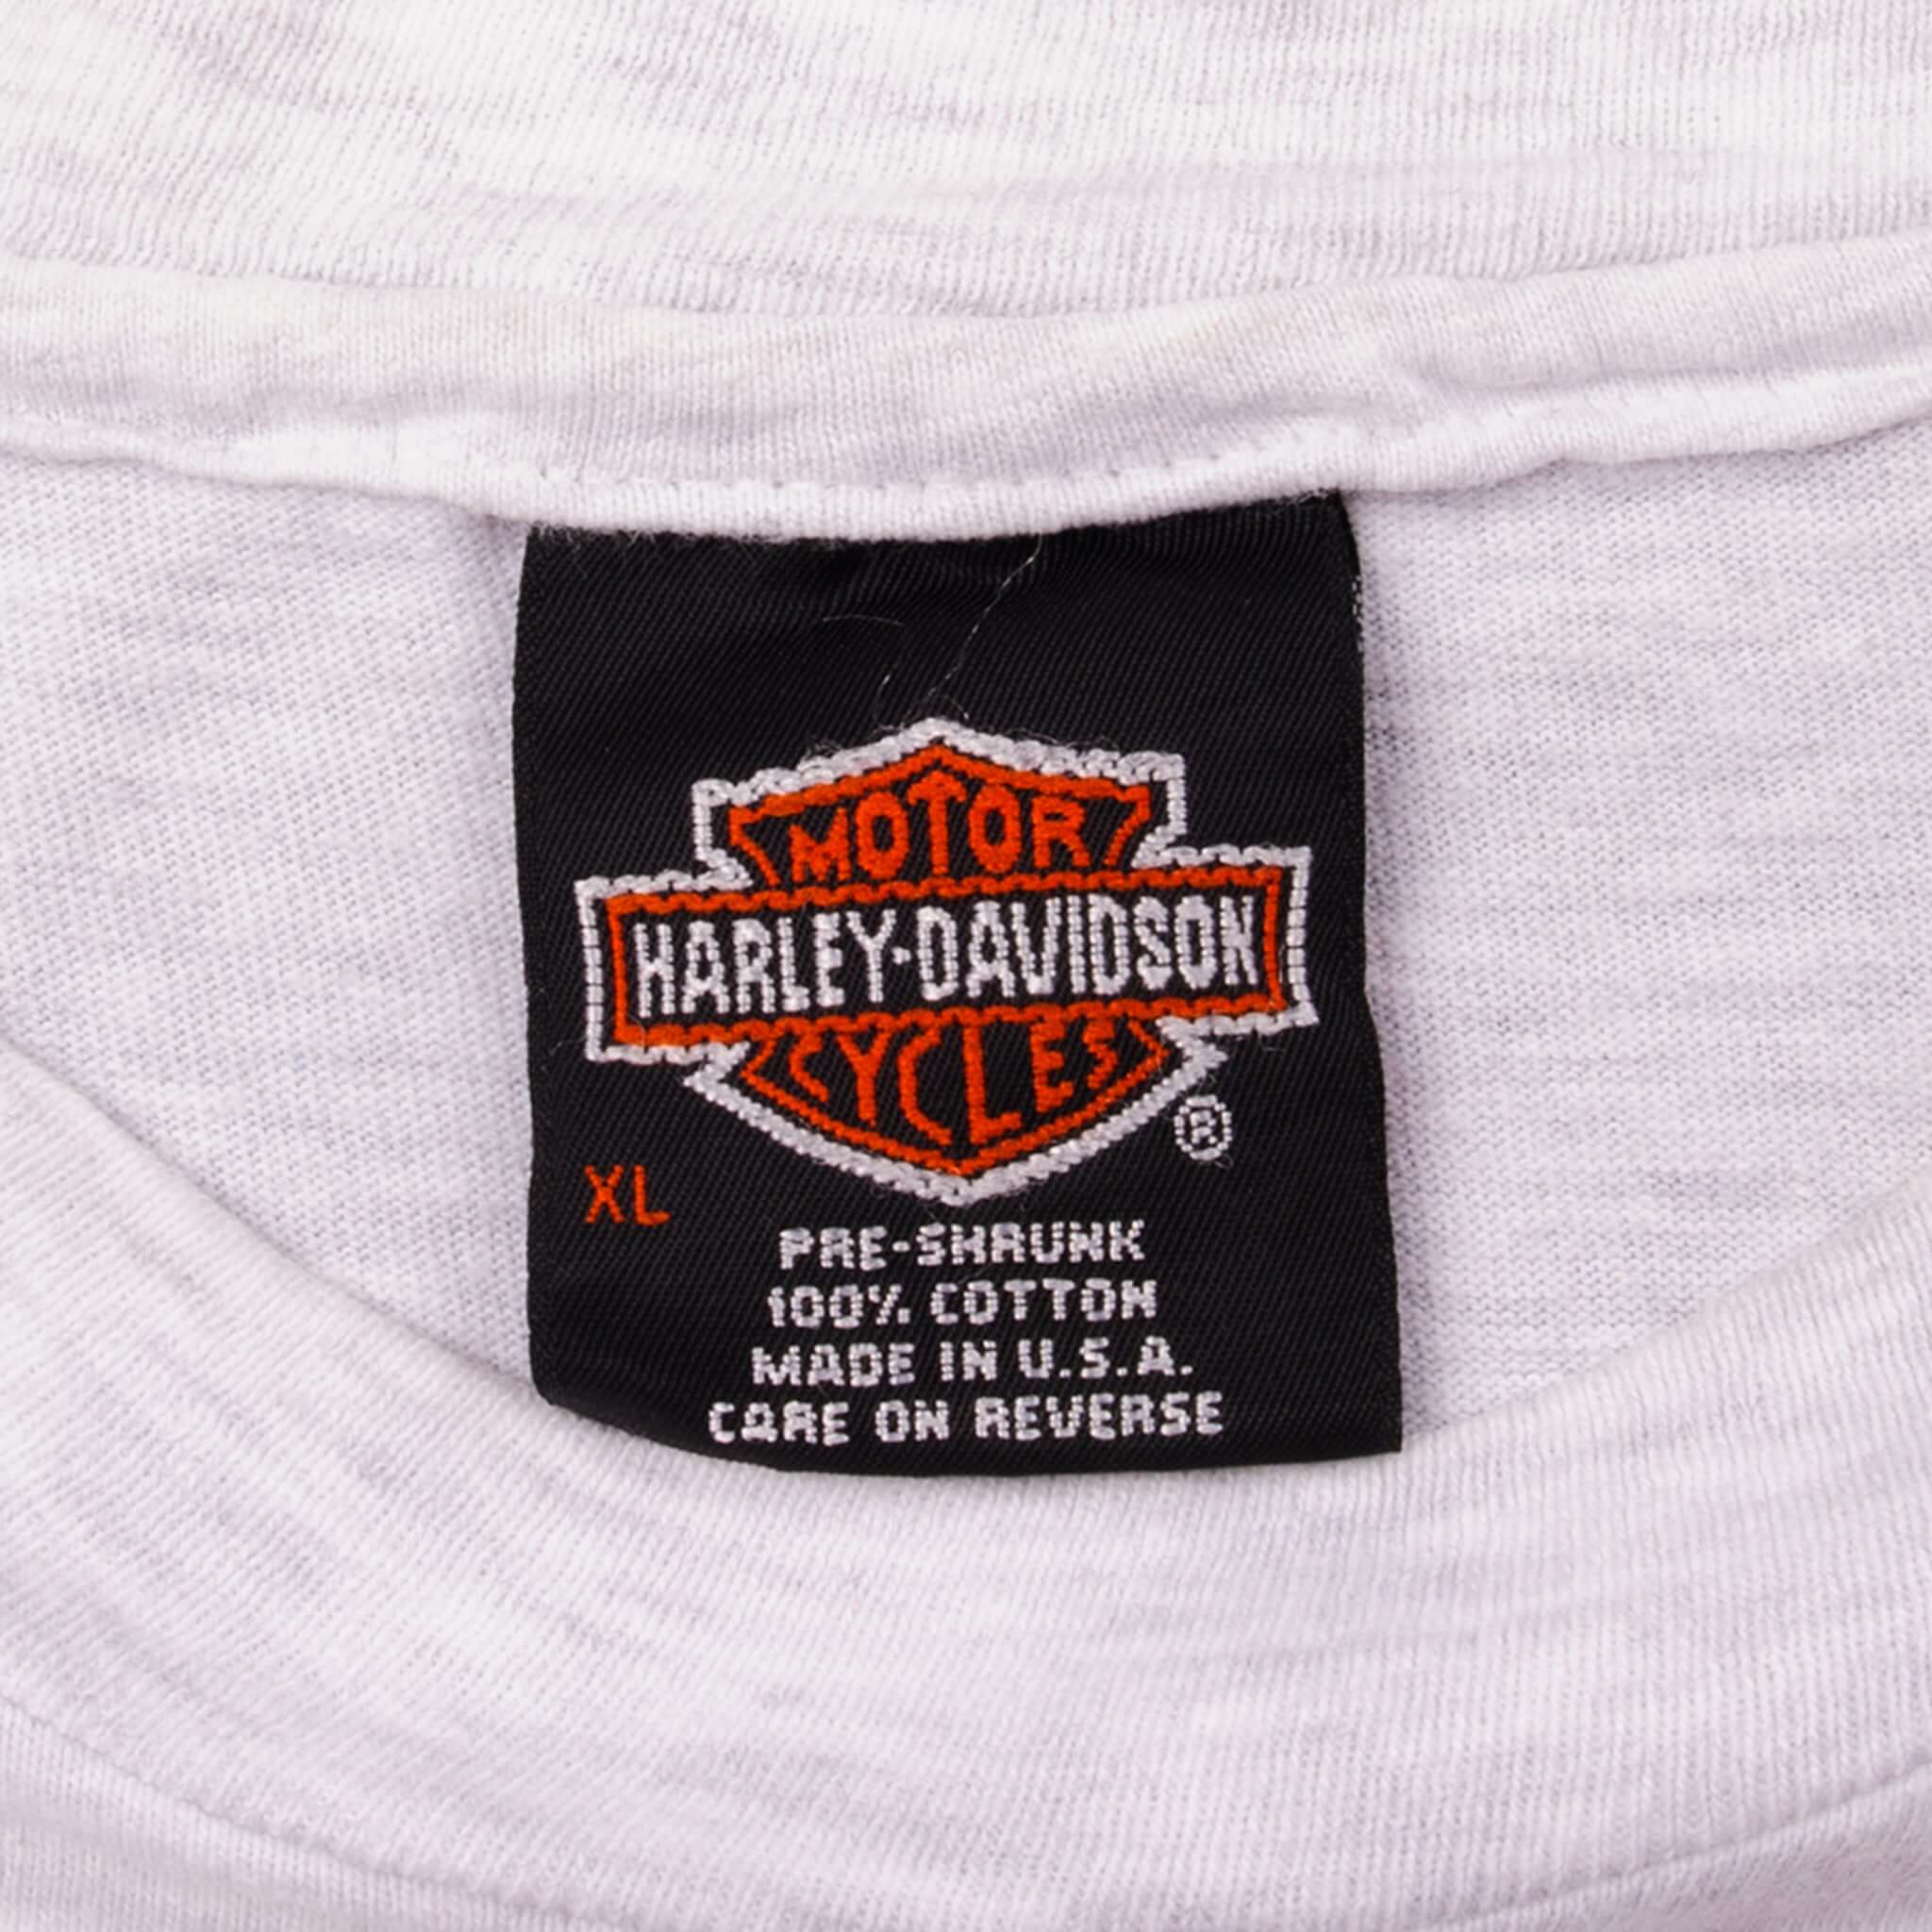 MOTOR
HARLEY-DAVIDSON
CYCLES
®
XL
PRE-SHRUNK
100% COTTON
MADE IN U.S.A.
CARE ON REVERSE